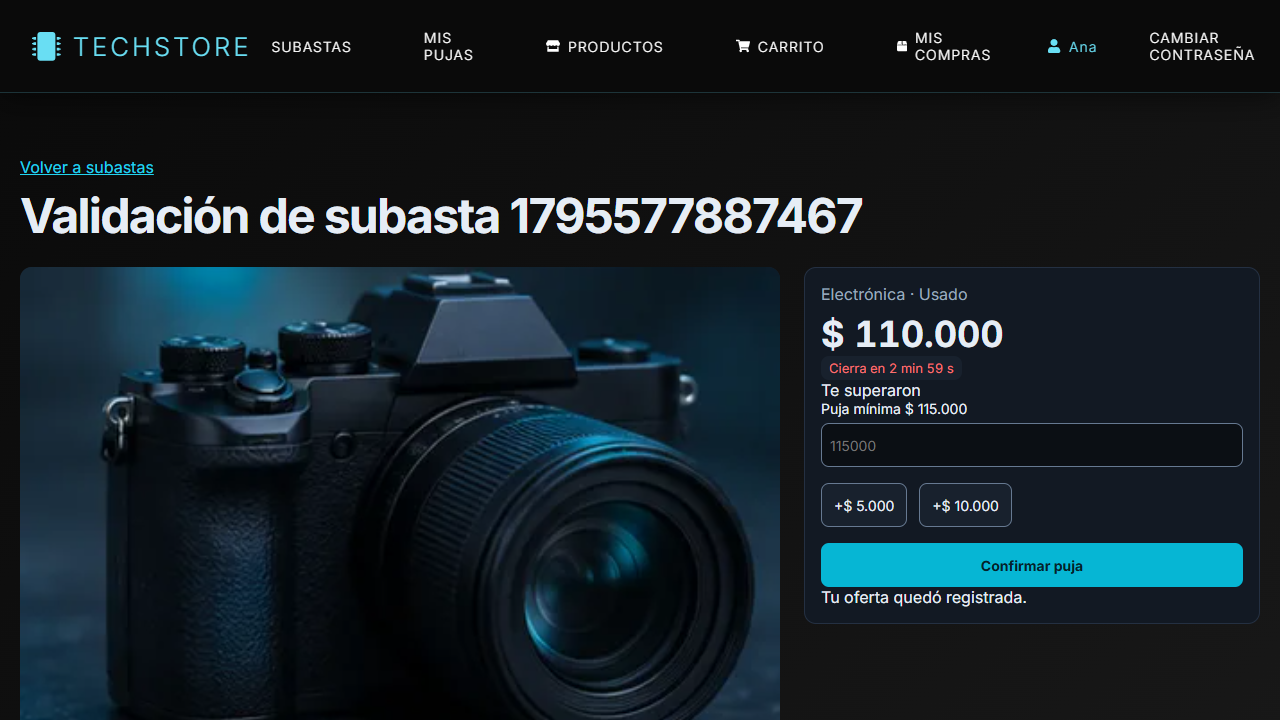 TECHSTORE
SUBASTAS
MIS
PUJAS
PRODUCTOS
CARRITO
MIS
COMPRAS
Ana
CAMBIAR
CONTRASEÑA
Volver a subastas
Validación de subasta 1795577887467
Electrónica · Usado
$ 110.000
Cierra en 2 min 59 s
Te superaron
Puja mínima $ 115.000
115000
+$ 5.000
+$ 10.000
Confirmar puja
Tu oferta quedó registrada.